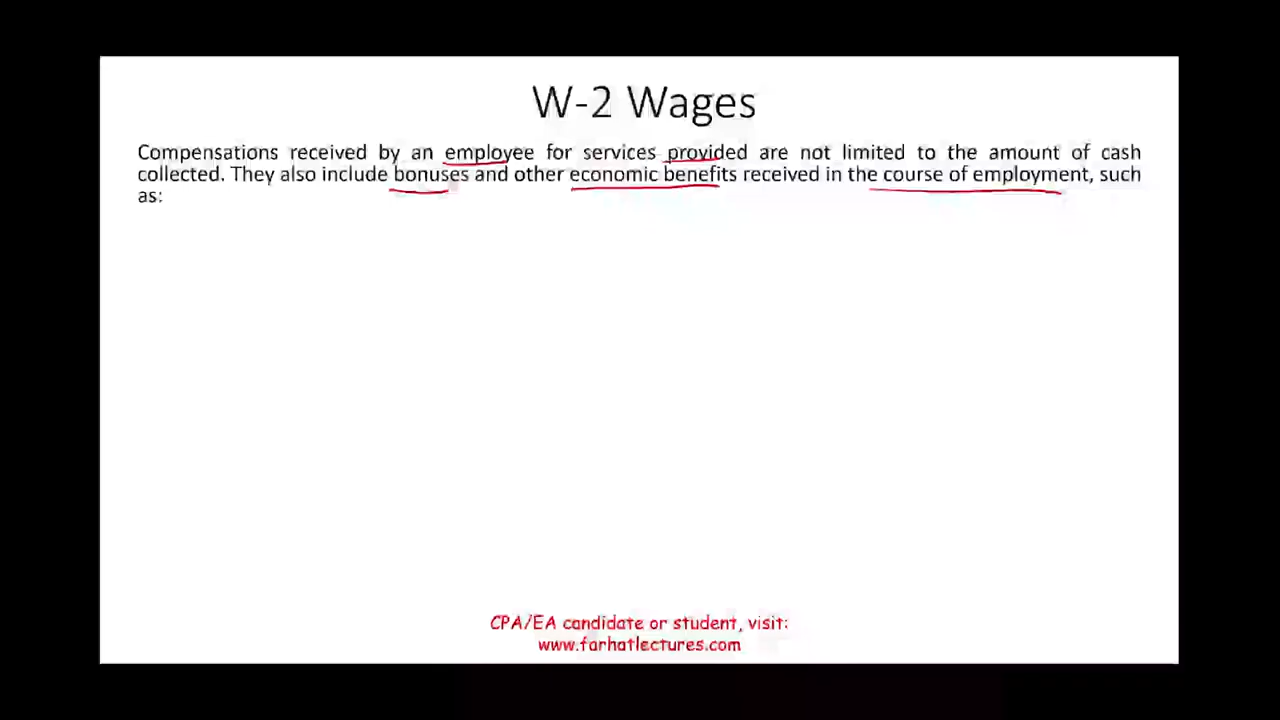 W-2 Wages
Compensations received by an employee for services provided are not limited to the amount of cash
collected. They also include bonuses and other economic benefits received in the course of employment, such
as:
CPA/EA candidate or student, visit:
www.farhatlectures.com